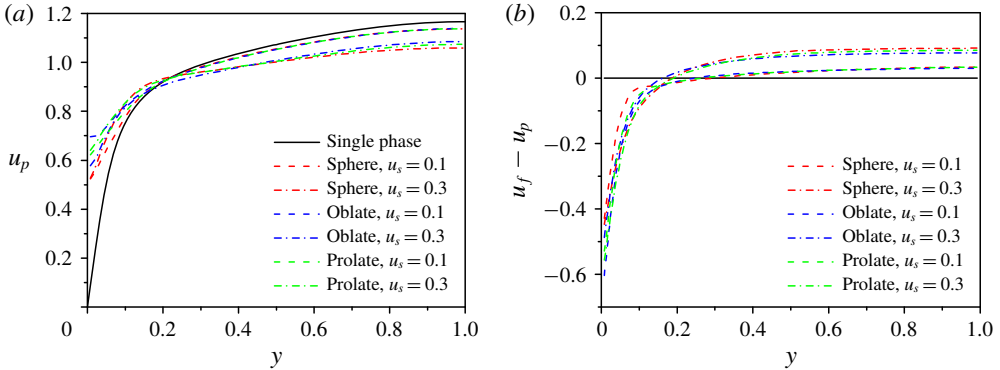 (a)
1.2
1.0
0.8
0.6
0.4
0.2
0
0.2
0.4
0.6
0.8
1.0
u_p
y
Single phase
Sphere, u_s = 0.1
Sphere, u_s = 0.3
Oblate, u_s = 0.1
Oblate, u_s = 0.3
Prolate, u_s = 0.1
Prolate, u_s = 0.3
(b)
0.2
0
−0.2
−0.4
−0.6
0
0.2
0.4
0.6
0.8
1.0
u_f − u_p
y
Sphere, u_s = 0.1
Sphere, u_s = 0.3
Oblate, u_s = 0.1
Oblate, u_s = 0.3
Prolate, u_s = 0.1
Prolate, u_s = 0.3